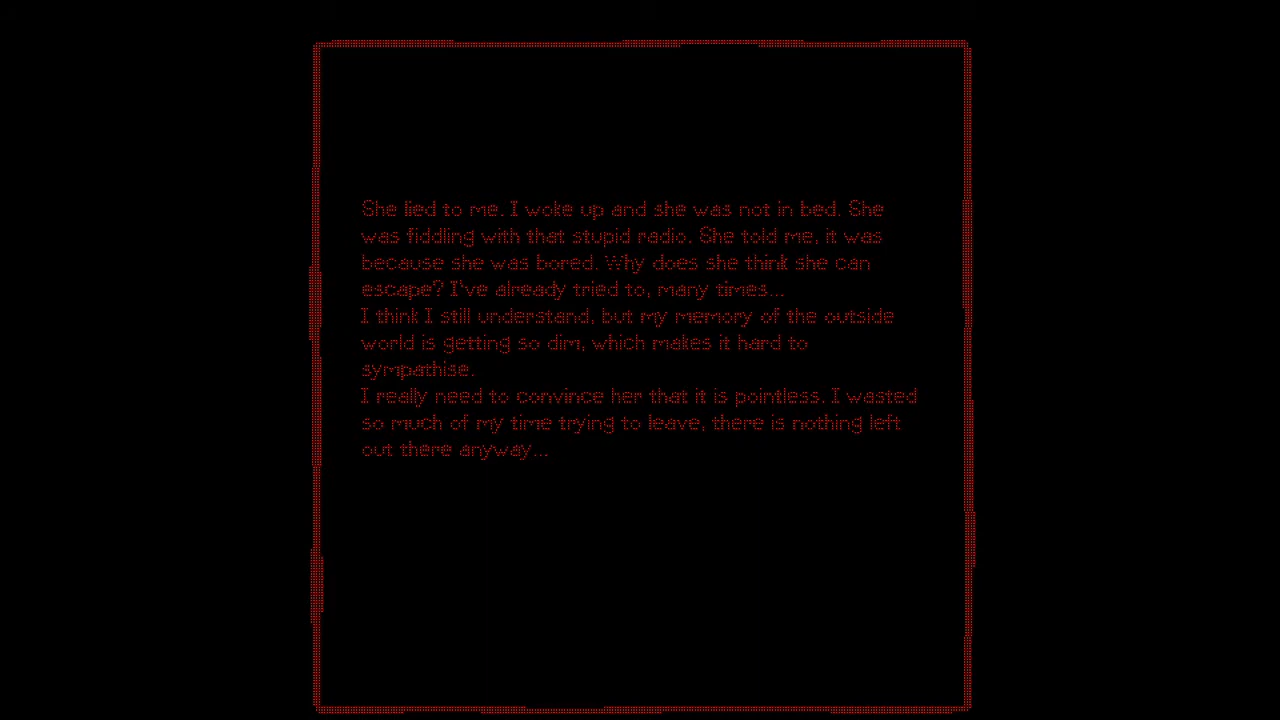 She lied to me. I woke up and she was not in bed. She
was fiddling with that stupid radio. She told me, it was
because she was bored. Why does she think she can
escape? I've already tried to, many times...
I think I still understand, but my memory of the outside
world is getting so dim, which makes it hard to
sympathise.
I really need to convince her that it is pointless. I wasted
so much of my time trying to leave, there is nothing left
out there anyway...